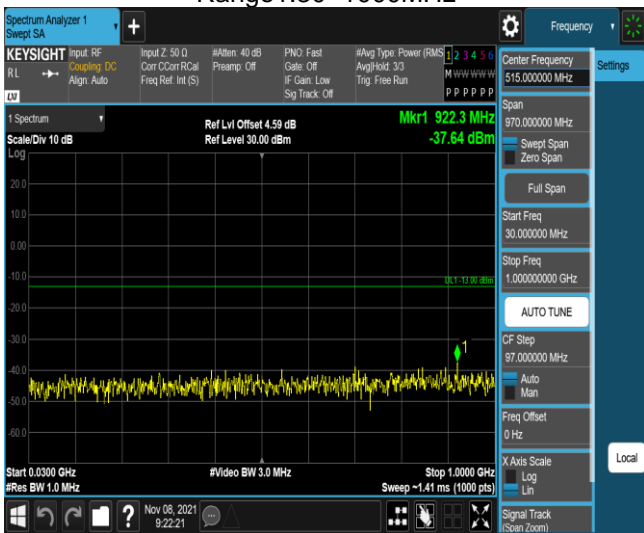 Range1:30~1000MHz
Spectrum Analyzer 1
Swept SA
+
Frequency
KEYSIGHT
RL
LXI
Input: RF
Coupling: DC
Align: Auto
Input Z: 50 Ω
Corr CCorr RCal
Freq Ref: Int (S)
#Atten: 40 dB
Preamp: Off
PNO: Fast
Gate: Off
IF Gain: Low
Sig Track: Off
#Avg Type: Power (RMS
Avg|Hold: 3/3
Trig: Free Run
1 2 3 4 5 6
M W W W W W
P P P P P P
1 Spectrum
Scale/Div 10 dB
Log
Ref Lvl Offset 4.59 dB
Ref Level 30.00 dBm
Mkr1 922.3 MHz
-37.64 dBm
20.0
10.0
0.00
-10.0
-20.0
-30.0
-40.0
-50.0
-60.0
DL1 -13.00 dBm
1
Start 0.0300 GHz
#Res BW 1.0 MHz
#Video BW 3.0 MHz
Stop 1.0000 GHz
Sweep ~1.41 ms (1000 pts)
?
Nov 08, 2021
9:22:21
Center Frequency
515.000000 MHz
Span
970.000000 MHz
Swept Span
Zero Span
Full Span
Start Freq
30.000000 MHz
Stop Freq
1.000000000 GHz
AUTO TUNE
CF Step
97.000000 MHz
Auto
Man
Freq Offset
0 Hz
X Axis Scale
Log
Lin
Signal Track
(Span Zoom)
Settings
Local